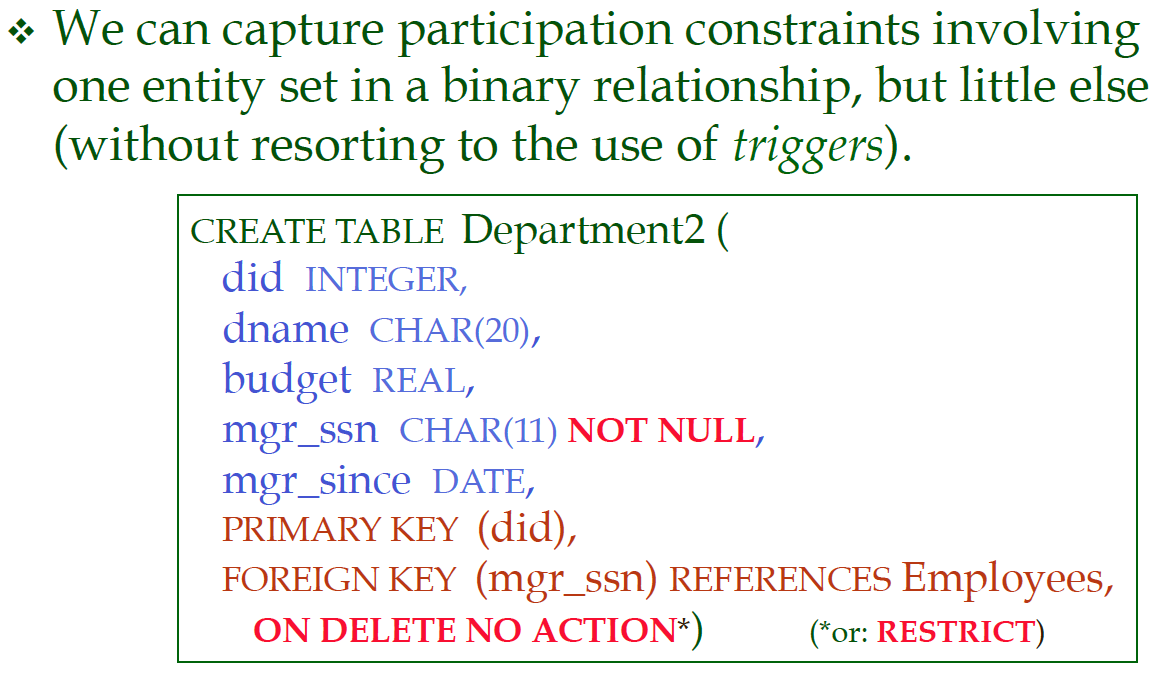 ❖ We can capture participation constraints involving
one entity set in a binary relationship, but little else
(without resorting to the use of triggers).
CREATE TABLE Department2 (
did INTEGER,
dname CHAR(20),
budget REAL,
mgr_ssn CHAR(11) NOT NULL,
mgr_since DATE,
PRIMARY KEY (did),
FOREIGN KEY (mgr_ssn) REFERENCES Employees,
ON DELETE NO ACTION*) (*or: RESTRICT)